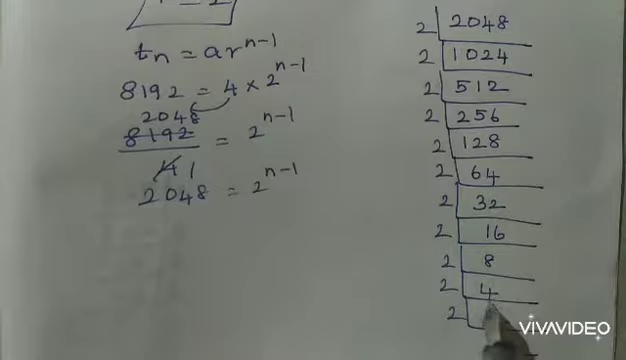 tn = ar^n-1
8192 = 4 × 2^n-1
2048
8192 = 2^n-1
4 1
2048 = 2^n-1
2 2048
2 1024
2 512
2 256
2 128
2 64
2 32
2 16
2 8
2 4
2
VIVAVIDEO